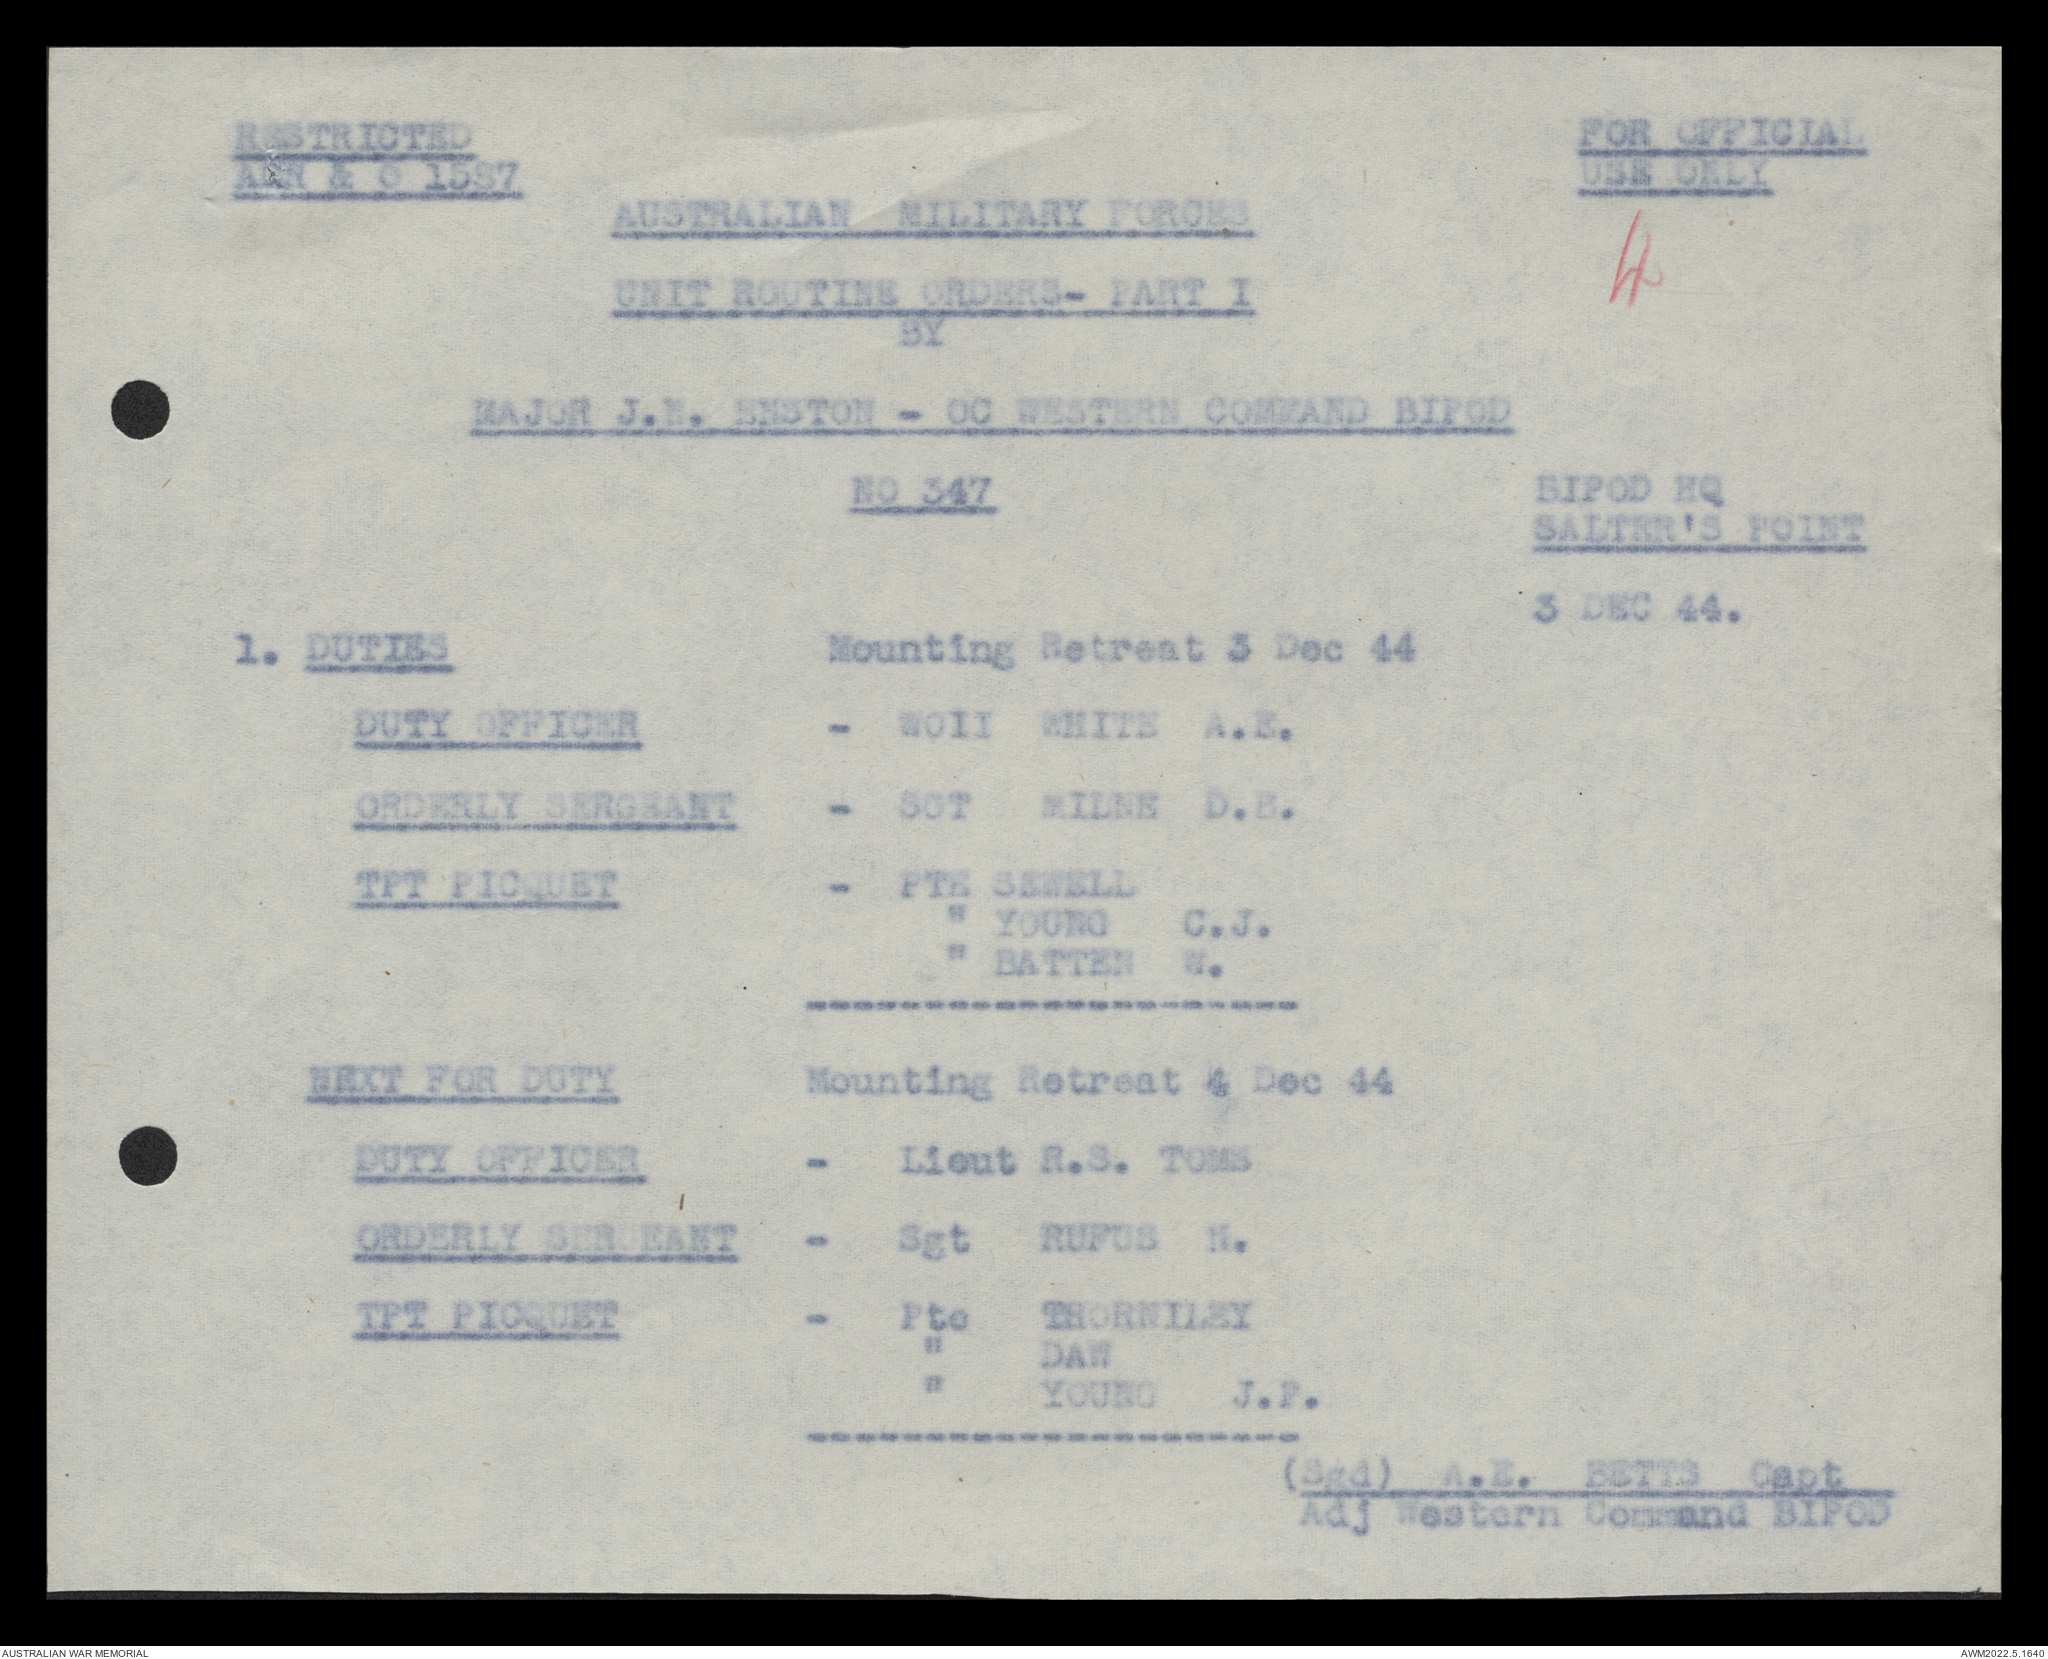 RESTRICTED
AMR & O 1587
FOR OFFICIAL
USE ONLY
4
AUSTRALIAN MILITARY FORCES
UNIT ROUTINE ORDERS- PART I
BY
MAJOR J.N. ENSTON - OC WESTERN COMMAND BIPOD
NO 347
BIPOD HQ
SALTER'S POINT
3 DEC 44.
1. DUTIES Mounting Retreat 3 Dec 44
DUTY OFFICER - WOII WHITE A.E.
ORDERLY SERGEANT - SGT MILNE D.B.
TPT PICQUET - PTE SEWELL
" YOUNG C.J.
" BATTEN W.
---------------------
NEXT FOR DUTY Mounting Retreat 4 Dec 44
DUTY OFFICER - Lieut R.S. TOMS
ORDERLY SERGEANT - Sgt RUFUS N.
TPT PICQUET - Pte THORNILEY
" DAW
" YOUNG J.F.
---------------------
(Sgd) A.E. BETTS Capt
Adj Western Command BIPOD
AUSTRALIAN WAR MEMORIAL
AWM2022.5.1640